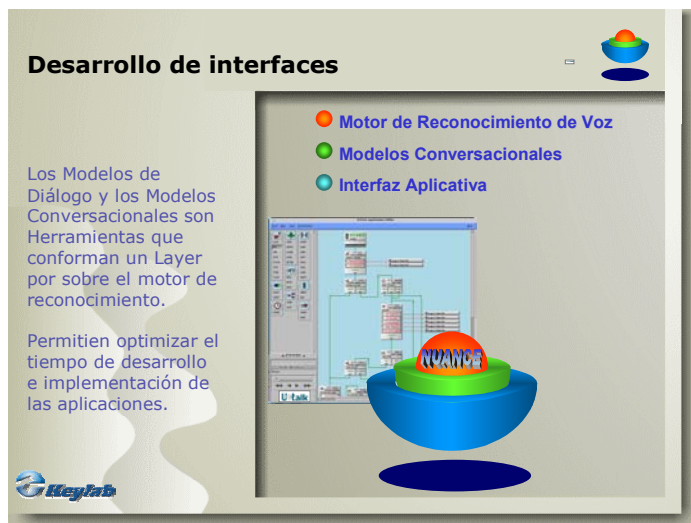 Desarrollo de interfaces
Motor de Reconocimiento de Voz
Modelos Conversacionales
Interfaz Aplicativa
Los Modelos de
Diálogo y los Modelos
Conversacionales son
Herramientas que
conforman un Layer
por sobre el motor de
reconocimiento.
Permitien optimizar el
tiempo de desarrollo
e implementación de
las aplicaciones.
NUANCE
U-talk
Keylab